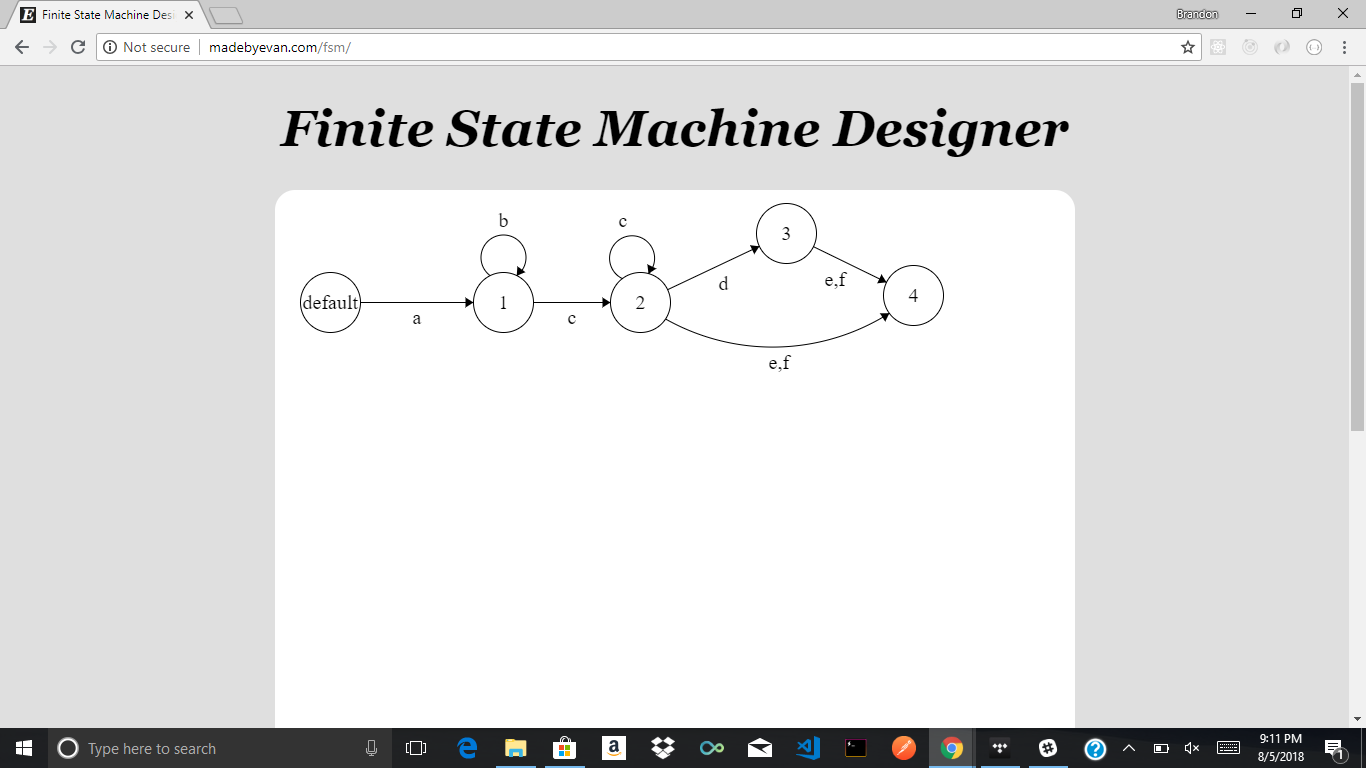 Finite State Machine Des
Brandon
Not secure
madebyevan.com/fsm/
Finite State Machine Designer
b
c
3
d
e,f
default
a
1
c
2
4
e,f
Type here to search
9:11 PM
8/5/2018
1